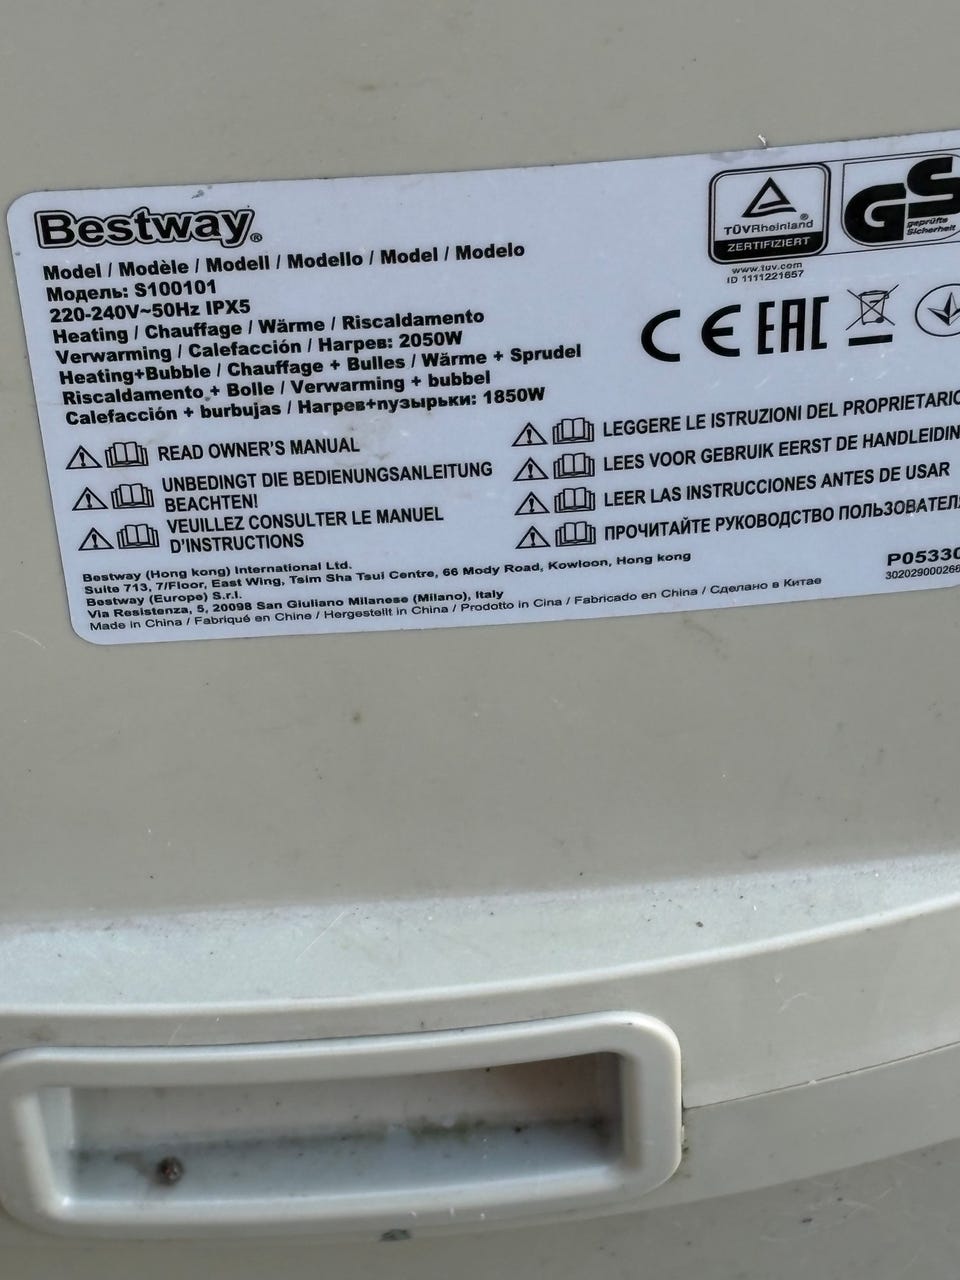 Bestway®
Model / Modèle / Modell / Modello / Model / Modelo
Модель: S100101
220-240V~50Hz IPX5
Heating / Chauffage / Wärme / Riscaldamento
Verwarming / Calefacción / Нагрев: 2050W
Heating+Bubble / Chauffage + Bulles / Wärme + Sprudel
Riscaldamento + Bolle / Verwarming + bubbel
Calefacción + burbujas / Нагрев+пузырьки: 1850W
TÜVRheinland®
ZERTIFIZIERT
www.tuv.com
ID 1111221657
GS
geprüfte
Sicherheit
CE EAC
READ OWNER'S MANUAL
UNBEDINGT DIE BEDIENUNGSANLEITUNG
BEACHTEN!
VEUILLEZ CONSULTER LE MANUEL
D'INSTRUCTIONS
LEGGERE LE ISTRUZIONI DEL PROPRIETARIO
LEES VOOR GEBRUIK EERST DE HANDLEIDIN
LEER LAS INSTRUCCIONES ANTES DE USAR
ПРОЧИТАЙТЕ РУКОВОДСТВО ПОЛЬЗОВАТЕЛЯ
Bestway (Hong kong) International Ltd.
Suite 713, 7/Floor, East Wing, Tsim Sha Tsui Centre, 66 Mody Road, Kowloon, Hong kong
Bestway (Europe) S.r.l.
Via Resistenza, 5, 20098 San Giuliano Milanese (Milano), Italy
Made in China / Fabriqué en Chine / Hergestellt in China / Prodotto in Cina / Fabricado en China / Сделано в Китае
P05330
30202900026